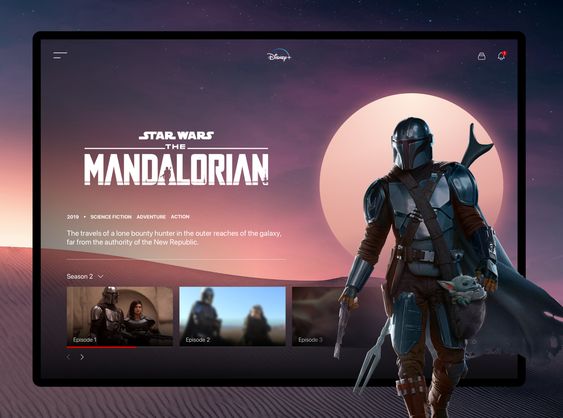 Disney+
STAR WARS
THE
MANDALORIAN
2019 • SCIENCE FICTION ADVENTURE ACTION
The travels of a lone bounty hunter in the outer reaches of the galaxy,
far from the authority of the New Republic.
Season 2
Episode 1
Episode 2
Episode 3